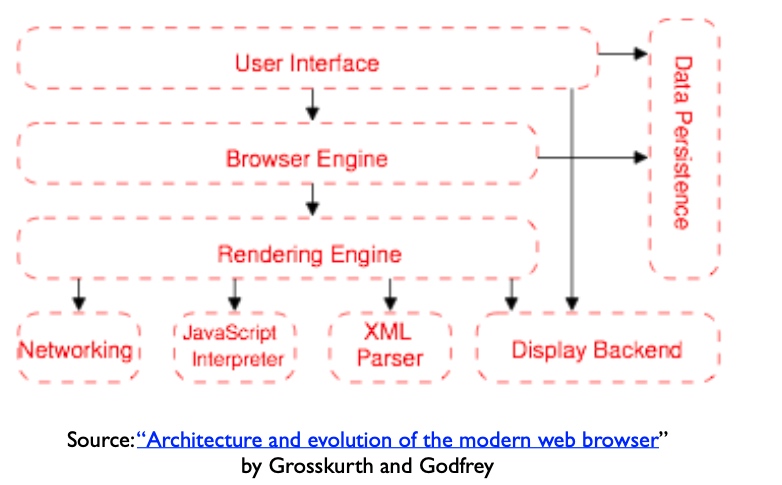 User Interface
Data Persistence
Browser Engine
Rendering Engine
Networking
JavaScript
Interpreter
XML
Parser
Display Backend
Source:“Architecture and evolution of the modern web browser”
by Grosskurth and Godfrey